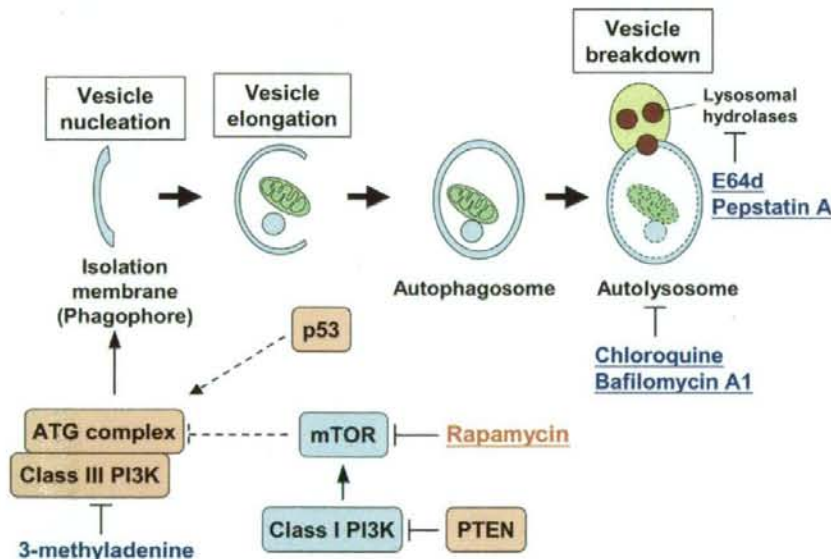 Vesicle
breakdown
Vesicle
nucleation
Vesicle
elongation
Lysosomal
hydrolases
E64d
Pepstatin A
Isolation
membrane
(Phagophore)
Autophagosome
Autolysosome
p53
Chloroquine
Bafilomycin A1
ATG complex
mTOR
Rapamycin
Class III PI3K
Class I PI3K
PTEN
3-methyladenine